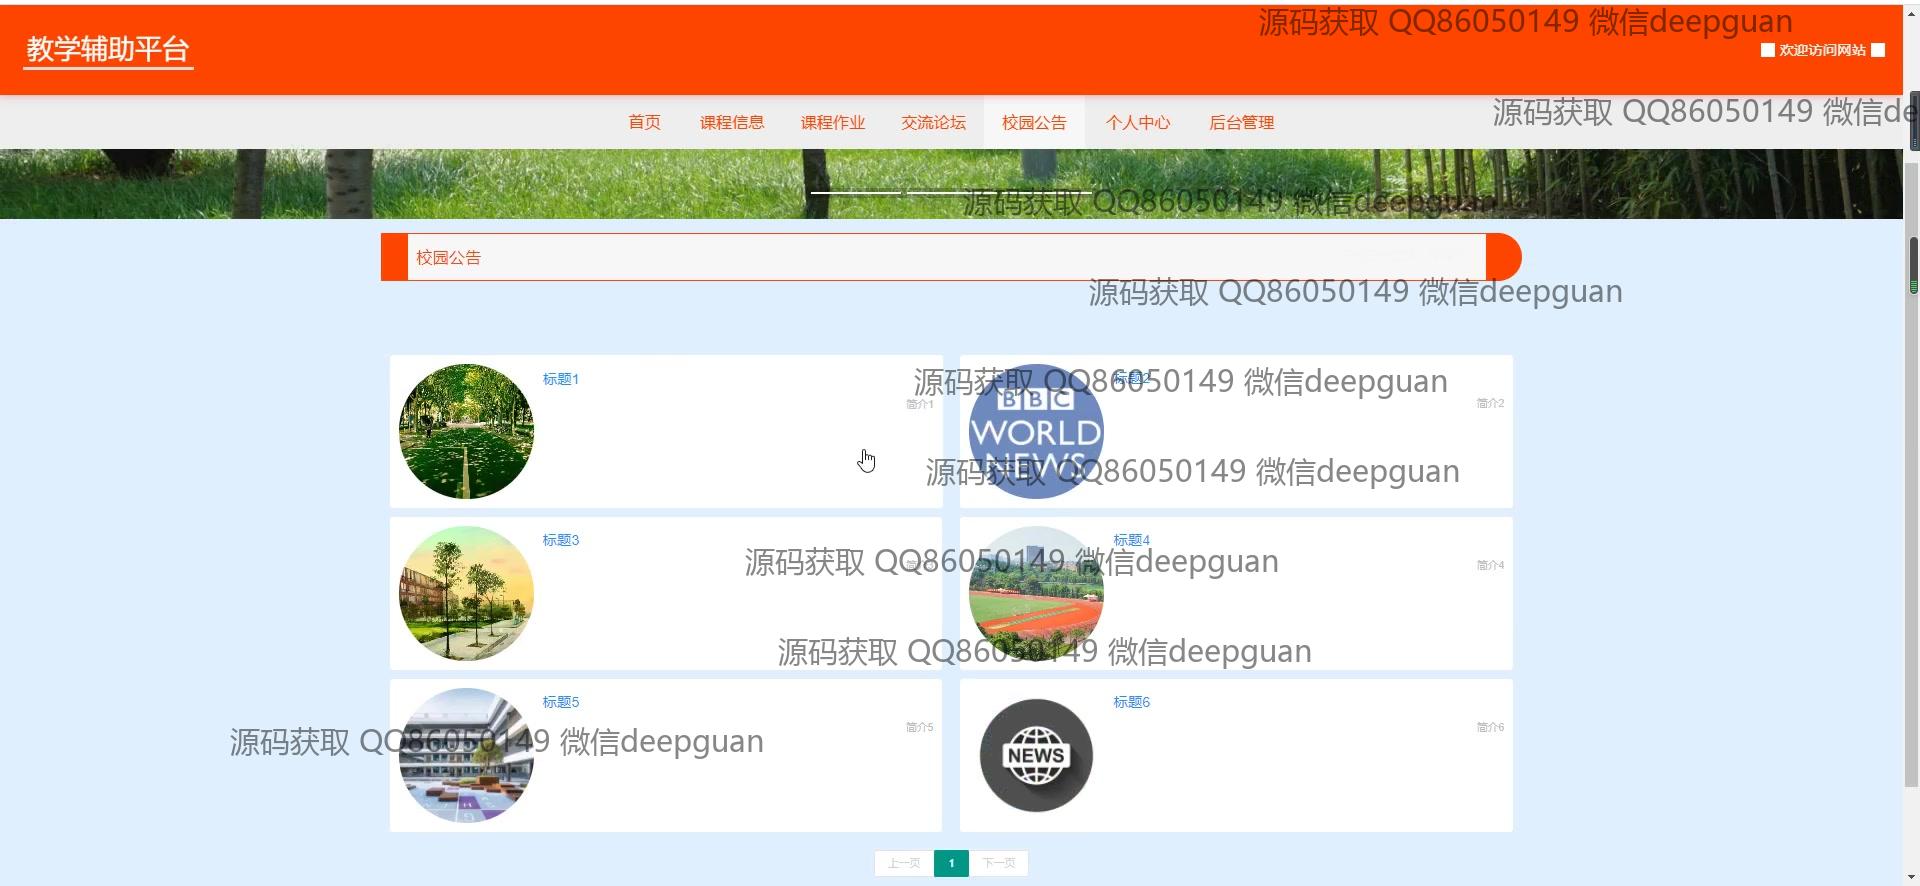 源码获取 QQ86050149 微信deepguan
教学辅助平台
欢迎访问网站
源码获取 QQ86050149 微信de
首页 课程信息 课程作业 交流论坛 校园公告 个人中心 后台管理
源码获取 QQ86050149 微信deepguan
校园公告
源码获取 QQ86050149 微信deepguan
标题1
简介1
源码获取 QQ86050149 微信deepguan
标题2
简介2
BBC
WORLD
NEWS
源码获取 QQ86050149 微信deepguan
标题3
标题4
源码获取 QQ86050149 微信deepguan
简介4
源码获取 QQ86050149 微信deepguan
标题5
简介5
标题6
简介6
源码获取 QQ86050149 微信deepguan
NEWS
上一页 1 下一页